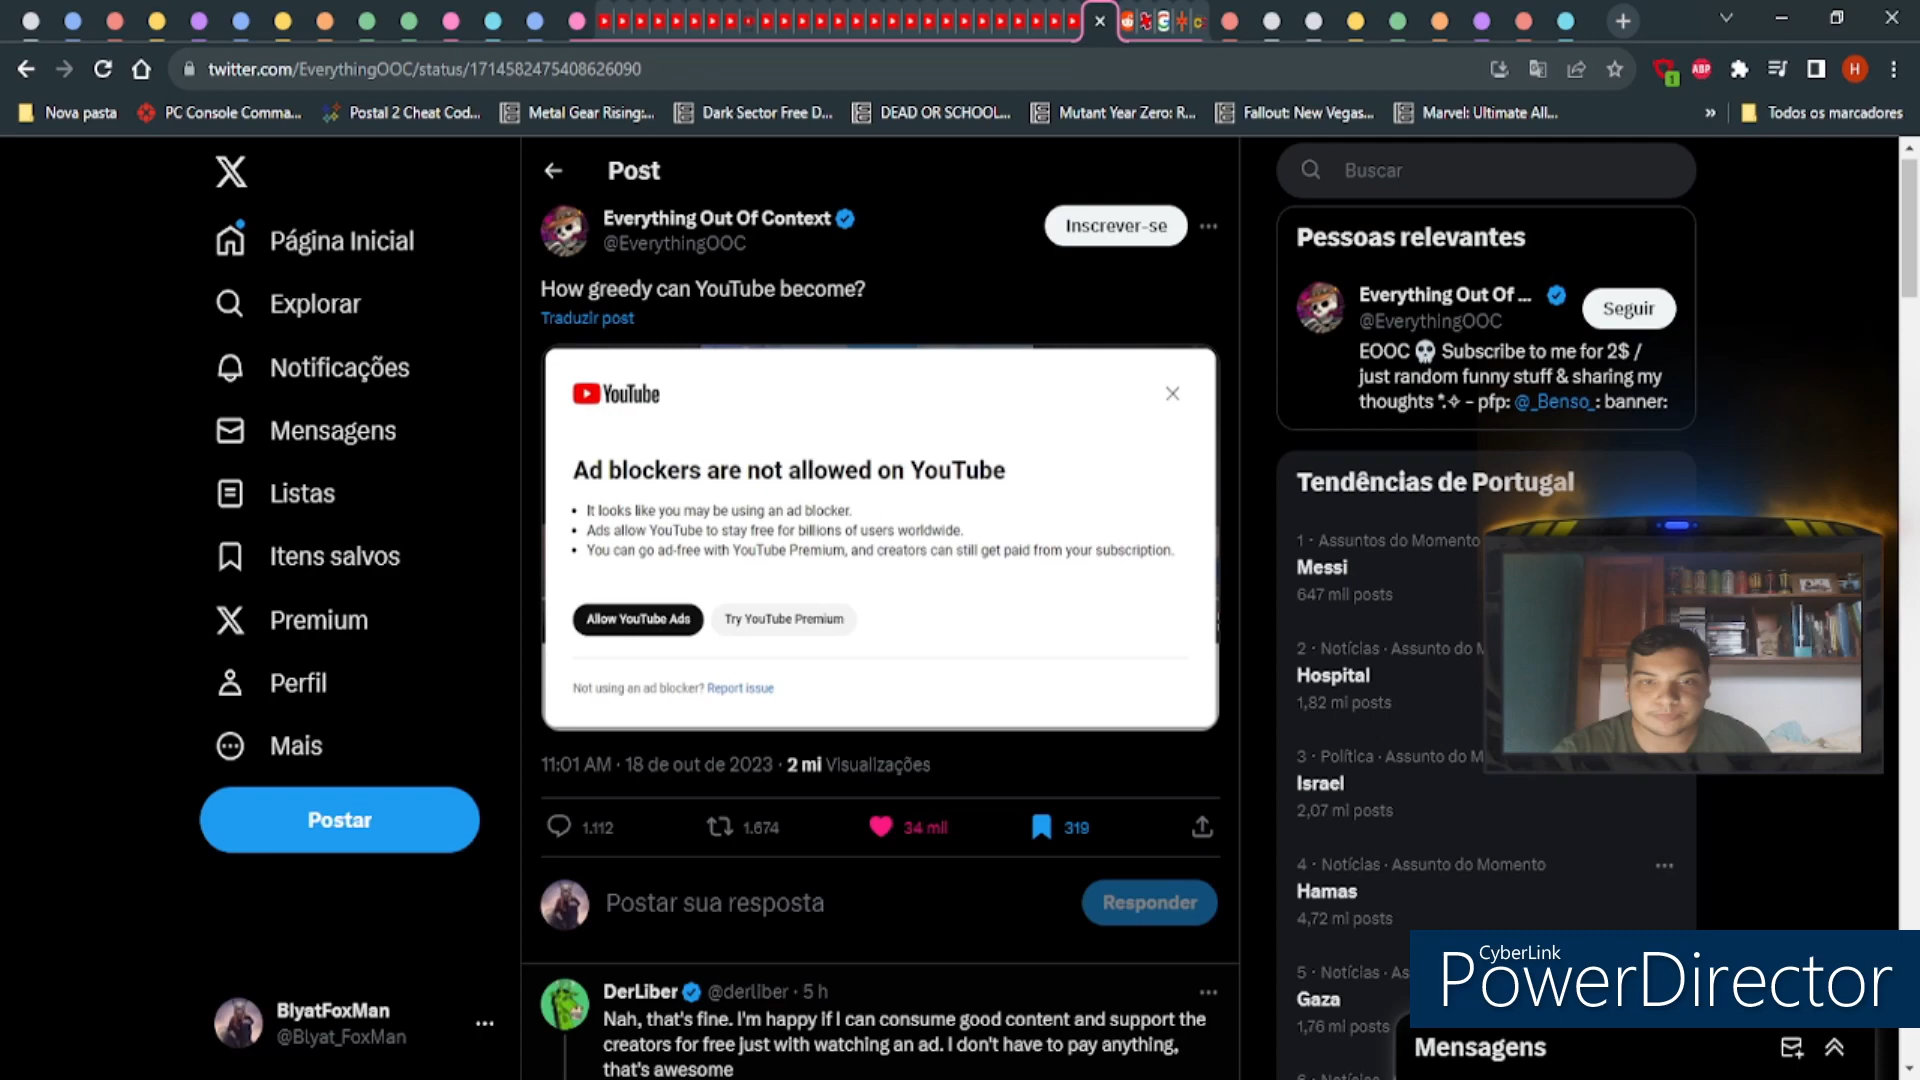 twitter.com/EverythingOOC/status/1714582475408626090
ABP
1
H
Nova pasta
PC Console Comma...
Postal 2 Cheat Cod...
Metal Gear Rising:...
Dark Sector Free D...
DEAD OR SCHOOL...
Mutant Year Zero: R...
Fallout: New Vegas...
Marvel: Ultimate All...
»
Todos os marcadores
Página Inicial
Explorar
Notificações
Mensagens
Listas
Itens salvos
Premium
Perfil
Mais
Postar
BlyatFoxMan
@Blyat_FoxMan
Post
Everything Out Of Context
@EverythingOOC
Inscrever-se
How greedy can YouTube become?
Traduzir post
YouTube
Ad blockers are not allowed on YouTube
• It looks like you may be using an ad blocker.
• Ads allow YouTube to stay free for billions of users worldwide.
• You can go ad-free with YouTube Premium, and creators can still get paid from your subscription.
Allow YouTube Ads
Try YouTube Premium
Not using an ad blocker? Report issue
11:01 AM · 18 de out de 2023 · 2 mi Visualizações
1.112
1.674
34 mil
319
Postar sua resposta
Responder
DerLiber @derliber · 5 h
Nah, that's fine. I'm happy if I can consume good content and support the
creators for free just with watching an ad. I don't have to pay anything,
that's awesome
Buscar
Pessoas relevantes
Everything Out Of ...
@EverythingOOC
Seguir
EOOC 💀 Subscribe to me for 2$ /
just random funny stuff & sharing my
thoughts *.✧ - pfp: @_Benso_: banner:
Tendências de Portugal
1 · Assuntos do Momento
Messi
647 mil posts
2 · Notícias · Assunto do M
Hospital
1,82 mi posts
3 · Política · Assunto do M
Israel
2,07 mi posts
4 · Notícias · Assunto do Momento
Hamas
4,72 mi posts
5 · Notícias · As
Gaza
1,76 mi posts
CyberLink
PowerDirector
Mensagens